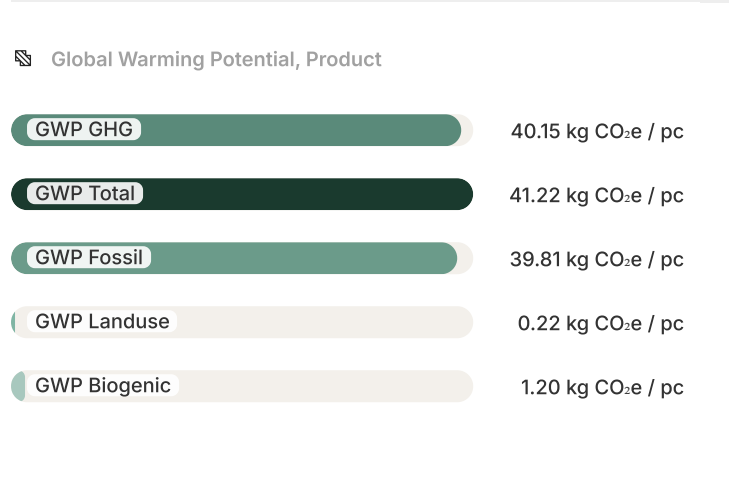 Global Warming Potential, Product
GWP GHG 40.15 kg CO₂e / pc
GWP Total 41.22 kg CO₂e / pc
GWP Fossil 39.81 kg CO₂e / pc
GWP Landuse 0.22 kg CO₂e / pc
GWP Biogenic 1.20 kg CO₂e / pc